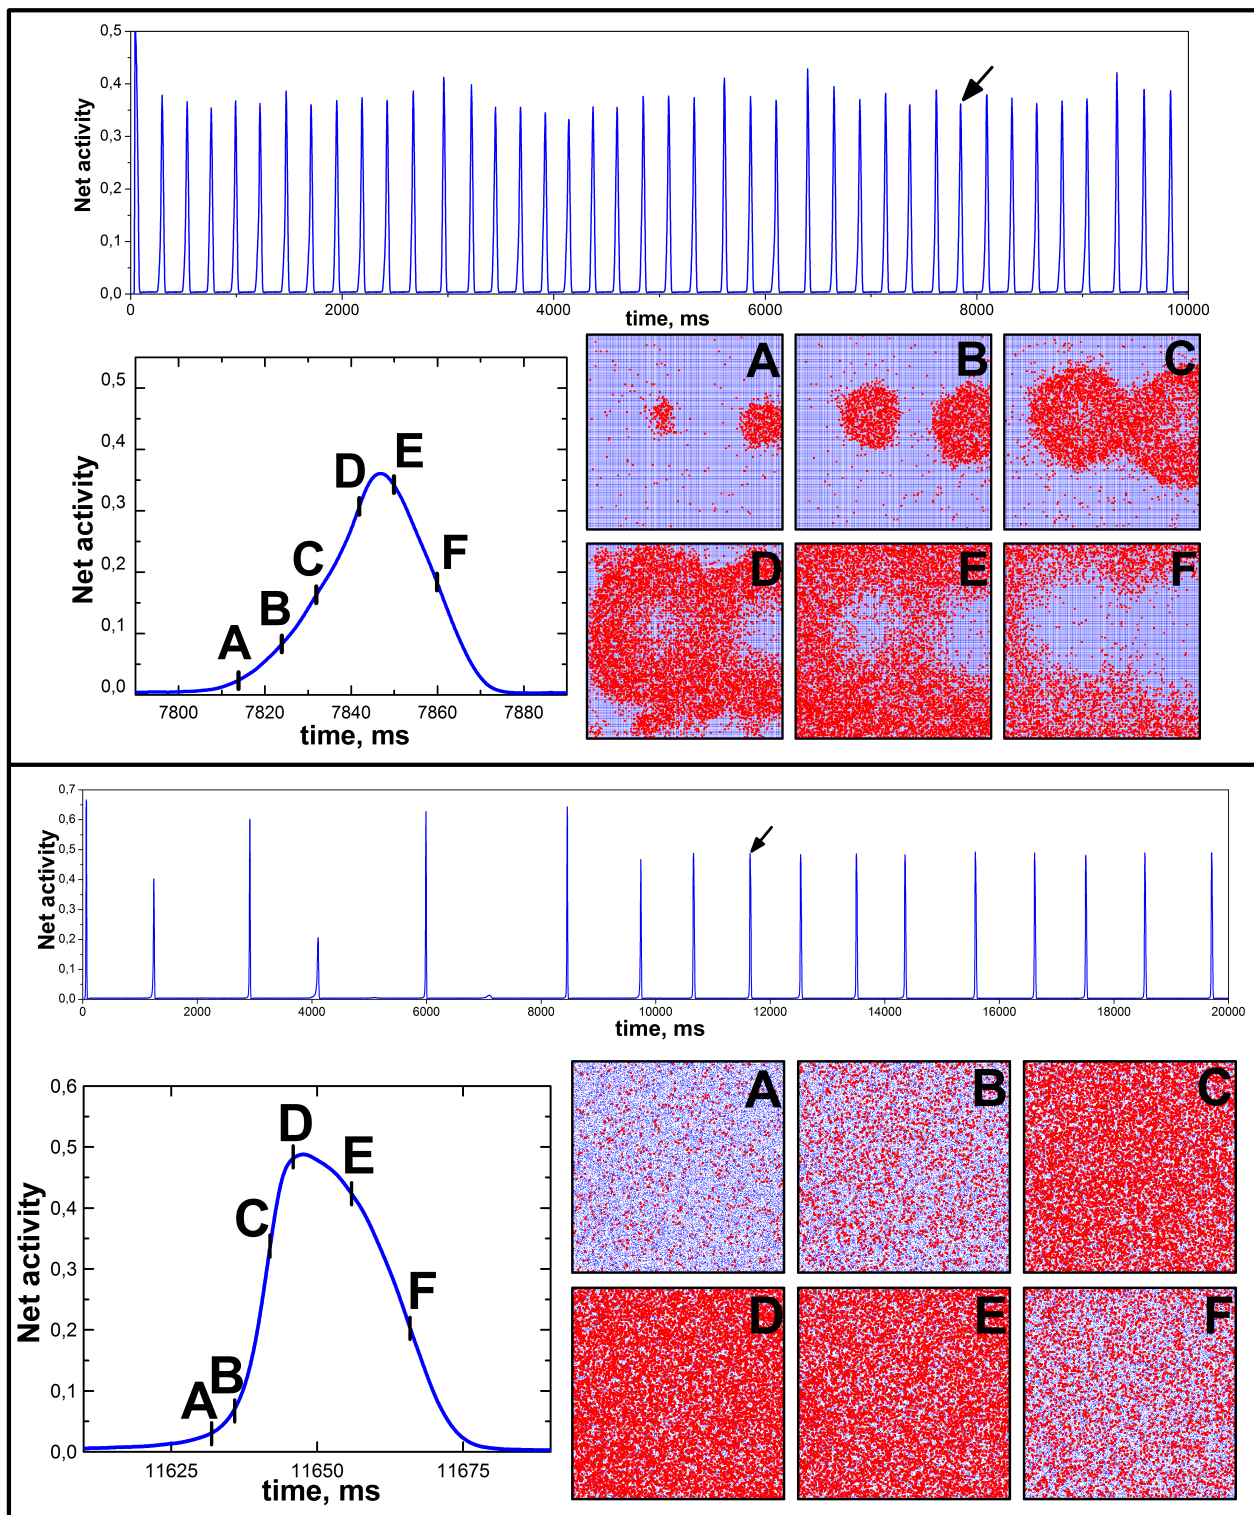 0,5
0,4
0,3
0,2
0,1
0,0
Net activity
0 2000 4000 6000 8000 10000
time, ms
0,5
0,4
0,3
0,2
0,1
0,0
Net activity
A B C D E F
7800 7820 7840 7860 7880
time, ms
A B C
D E F
0,7
0,6
0,5
0,4
0,3
0,2
0,1
0,0
Net activity
0 2000 4000 6000 8000 10000 12000 14000 16000 18000 20000
time, ms
0,6
0,5
0,4
0,3
0,2
0,1
0,0
Net activity
A B C D E F
11625 11650 11675
time, ms
A B C
D E F